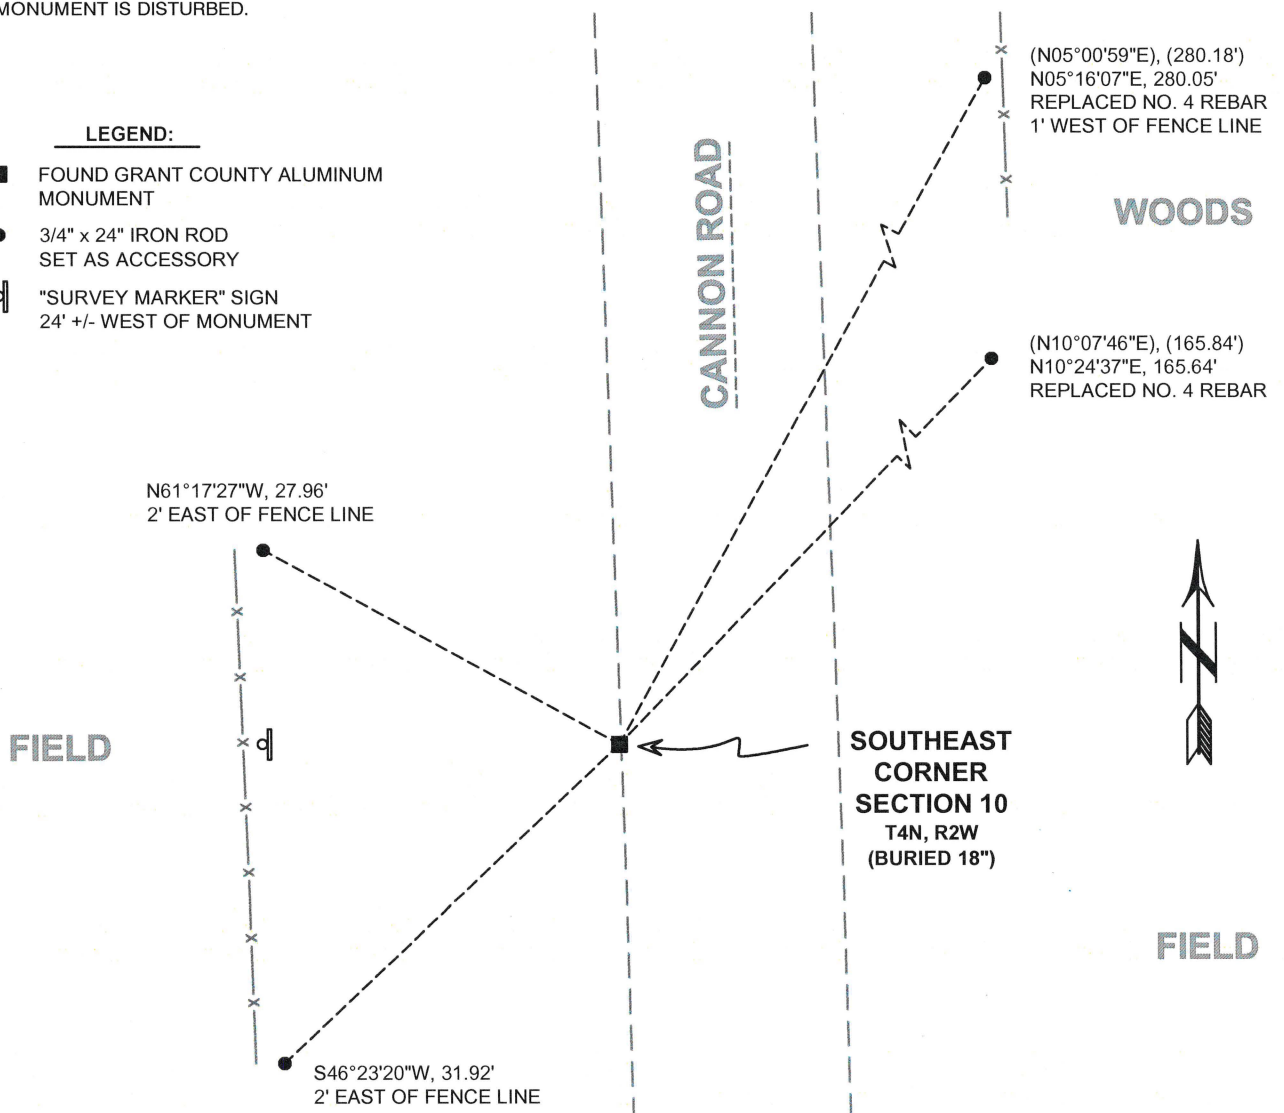 MONUMENT IS DISTURBED.
LEGEND:
FOUND GRANT COUNTY ALUMINUM
MONUMENT
3/4" x 24" IRON ROD
SET AS ACCESSORY
"SURVEY MARKER" SIGN
24' +/- WEST OF MONUMENT
CANNON ROAD
(N05°00'59"E), (280.18')
N05°16'07"E, 280.05'
REPLACED NO. 4 REBAR
1' WEST OF FENCE LINE
WOODS
(N10°07'46"E), (165.84')
N10°24'37"E, 165.64'
REPLACED NO. 4 REBAR
N61°17'27"W, 27.96'
2' EAST OF FENCE LINE
N
FIELD
SOUTHEAST
CORNER
SECTION 10
T4N, R2W
(BURIED 18")
FIELD
S46°23'20"W, 31.92'
2' EAST OF FENCE LINE